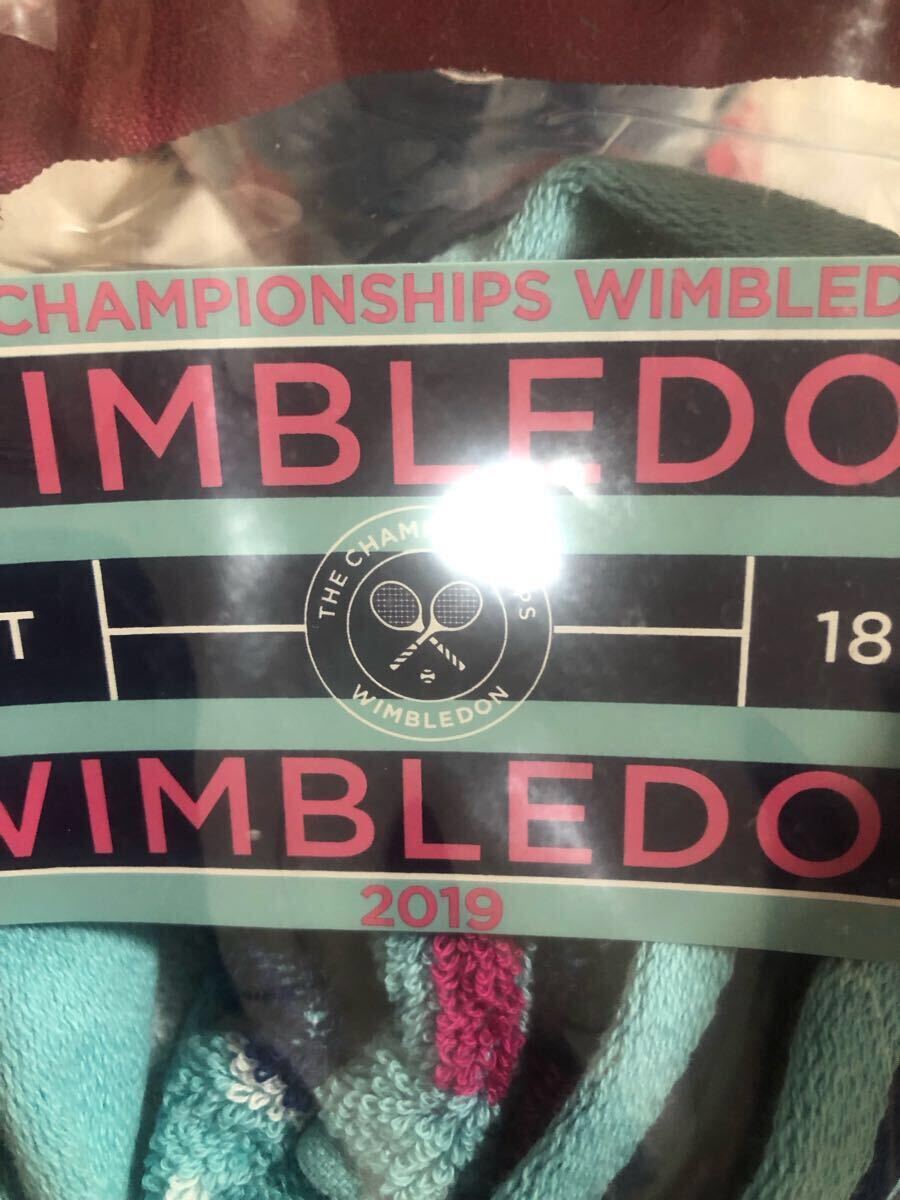 CHAMPIONSHIPS WIMBLED
IMBLEDO
T
THE CHAM PS
18
WIMBLEDON
WIMBLEDO
2019